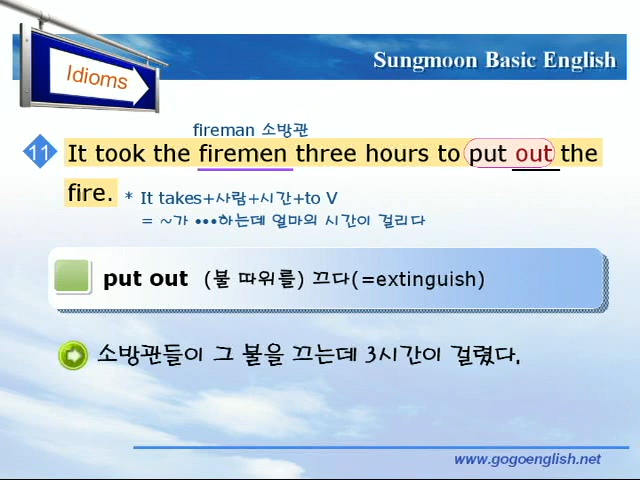 Idioms
Sungmoon Basic English
fireman 소방관
11 It took the firemen three hours to put out the
fire.
* It takes+사람+시간+to V
= ~가 •••하는데 얼마의 시간이 걸리다
put out (불 따위를) 끄다(=extinguish)
소방관들이 그 불을 끄는데 3시간이 걸렸다.
www.gogoenglish.net